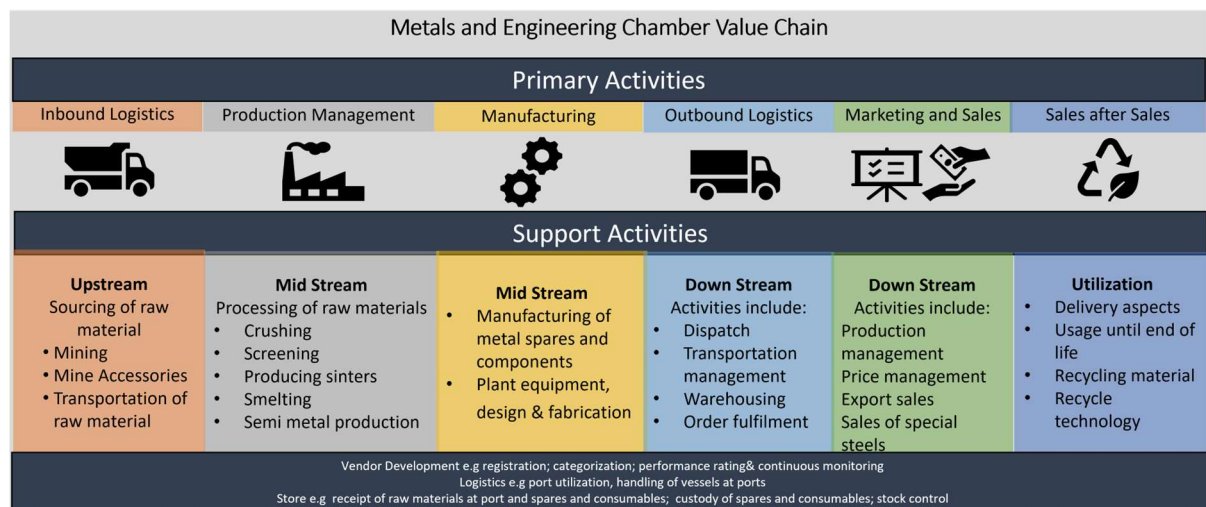 Metals and Engineering Chamber Value Chain
Primary Activities
Inbound Logistics
Production Management
Manufacturing
Outbound Logistics
Marketing and Sales
Sales after Sales
Support Activities
Upstream
Sourcing of raw
material
• Mining
• Mine Accessories
• Transportation of
raw material
Mid Stream
Processing of raw materials
• Crushing
• Screening
• Producing sinters
• Smelting
• Semi metal production
Mid Stream
• Manufacturing of
metal spares and
components
• Plant equipment,
design & fabrication
Down Stream
Activities include:
• Dispatch
• Transportation
management
• Warehousing
• Order fulfilment
Down Stream
Activities include:
Production
management
Price management
Export sales
Sales of special
steels
Utilization
• Delivery aspects
• Usage until end of
life
• Recycling material
• Recycle
technology
Vendor Development e.g registration; categorization; performance rating& continuous monitoring
Logistics e.g port utilization, handling of vessels at ports
Store e.g receipt of raw materials at port and spares and consumables; custody of spares and consumables; stock control